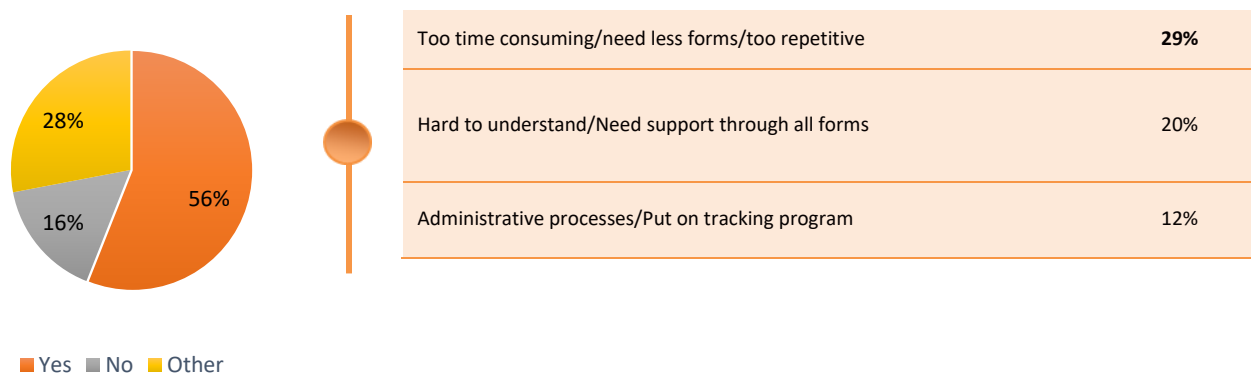 28%
16%
56%
Yes No Other
Too time consuming/need less forms/too repetitive 29%
Hard to understand/Need support through all forms 20%
Administrative processes/Put on tracking program 12%